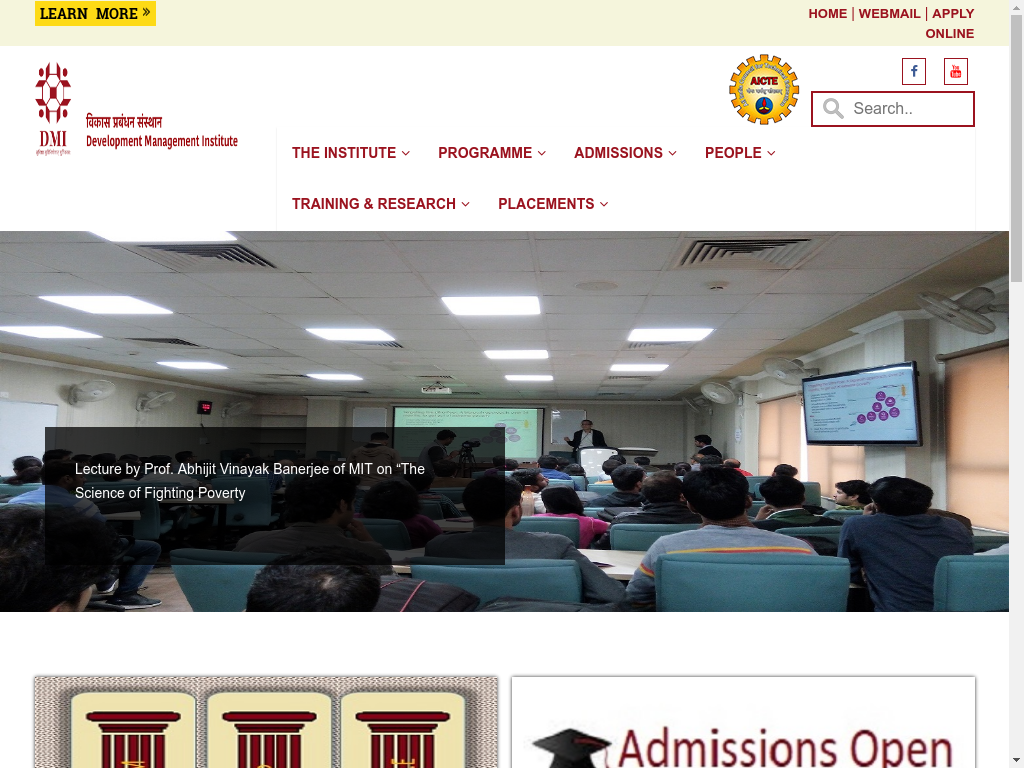 LEARN MORE »
HOME | WEBMAIL | APPLY
ONLINE
AICTE
DMI
विकास प्रबंधन संस्थान
Development Management Institute
Search..
THE INSTITUTE
PROGRAMME
ADMISSIONS
PEOPLE
TRAINING & RESEARCH
PLACEMENTS
Lecture by Prof. Abhijit Vinayak Banerjee of MIT on “The
Science of Fighting Poverty
Admissions Open